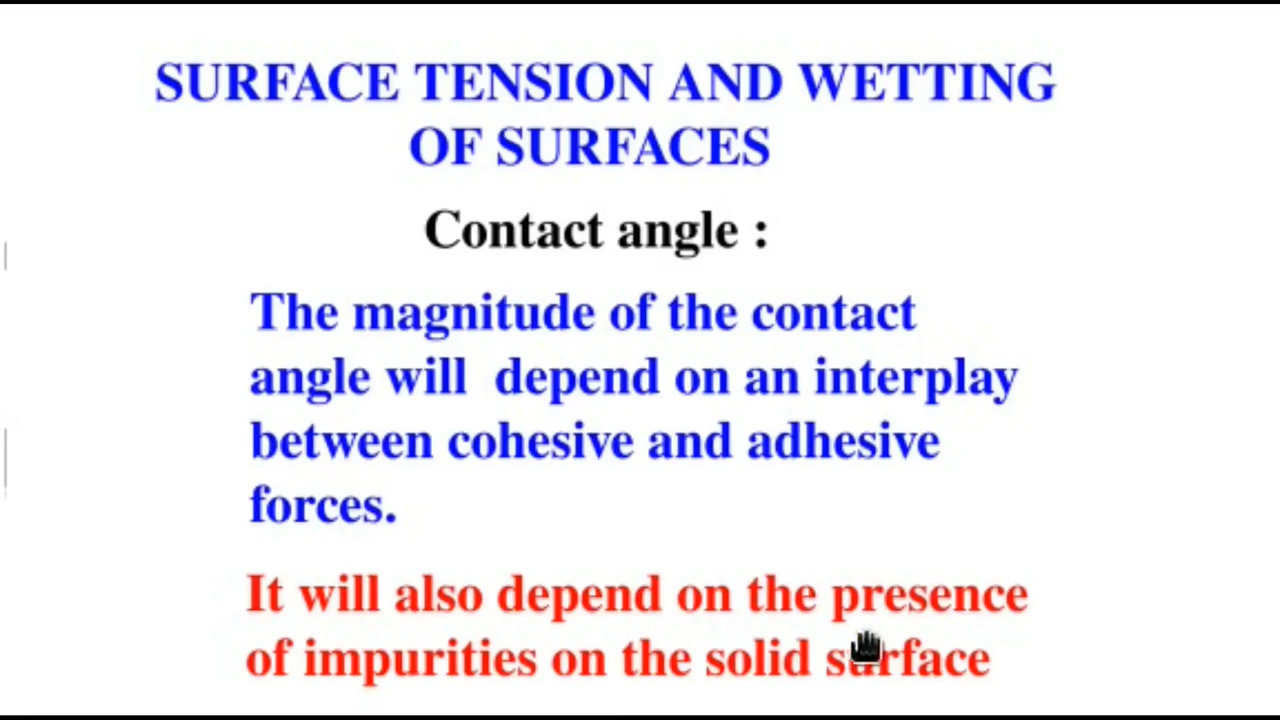 SURFACE TENSION AND WETTING
OF SURFACES
Contact angle :
The magnitude of the contact
angle will depend on an interplay
between cohesive and adhesive
forces.
It will also depend on the presence
of impurities on the solid surface